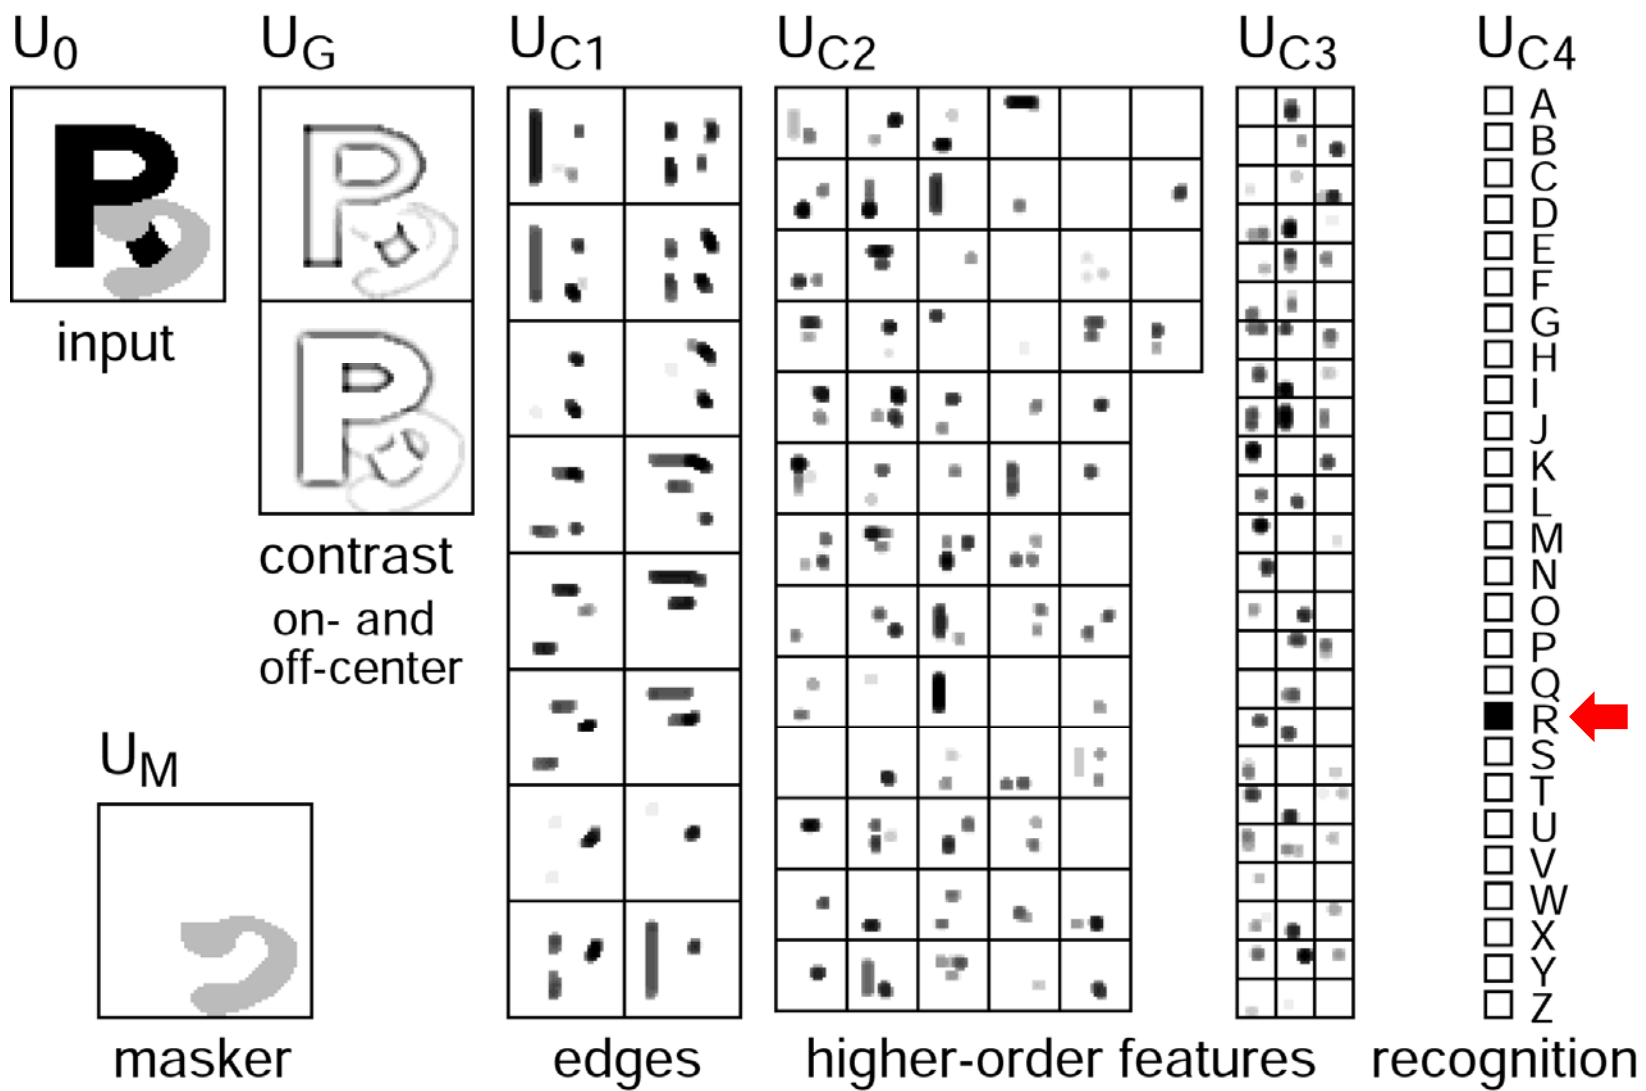 U0
UG
UC1
UC2
UC3
UC4
input
contrast
on- and
off-center
UM
masker
edges
higher-order features
recognition
A
B
C
D
E
F
G
H
I
J
K
L
M
N
O
P
Q
R
S
T
U
V
W
X
Y
Z
P